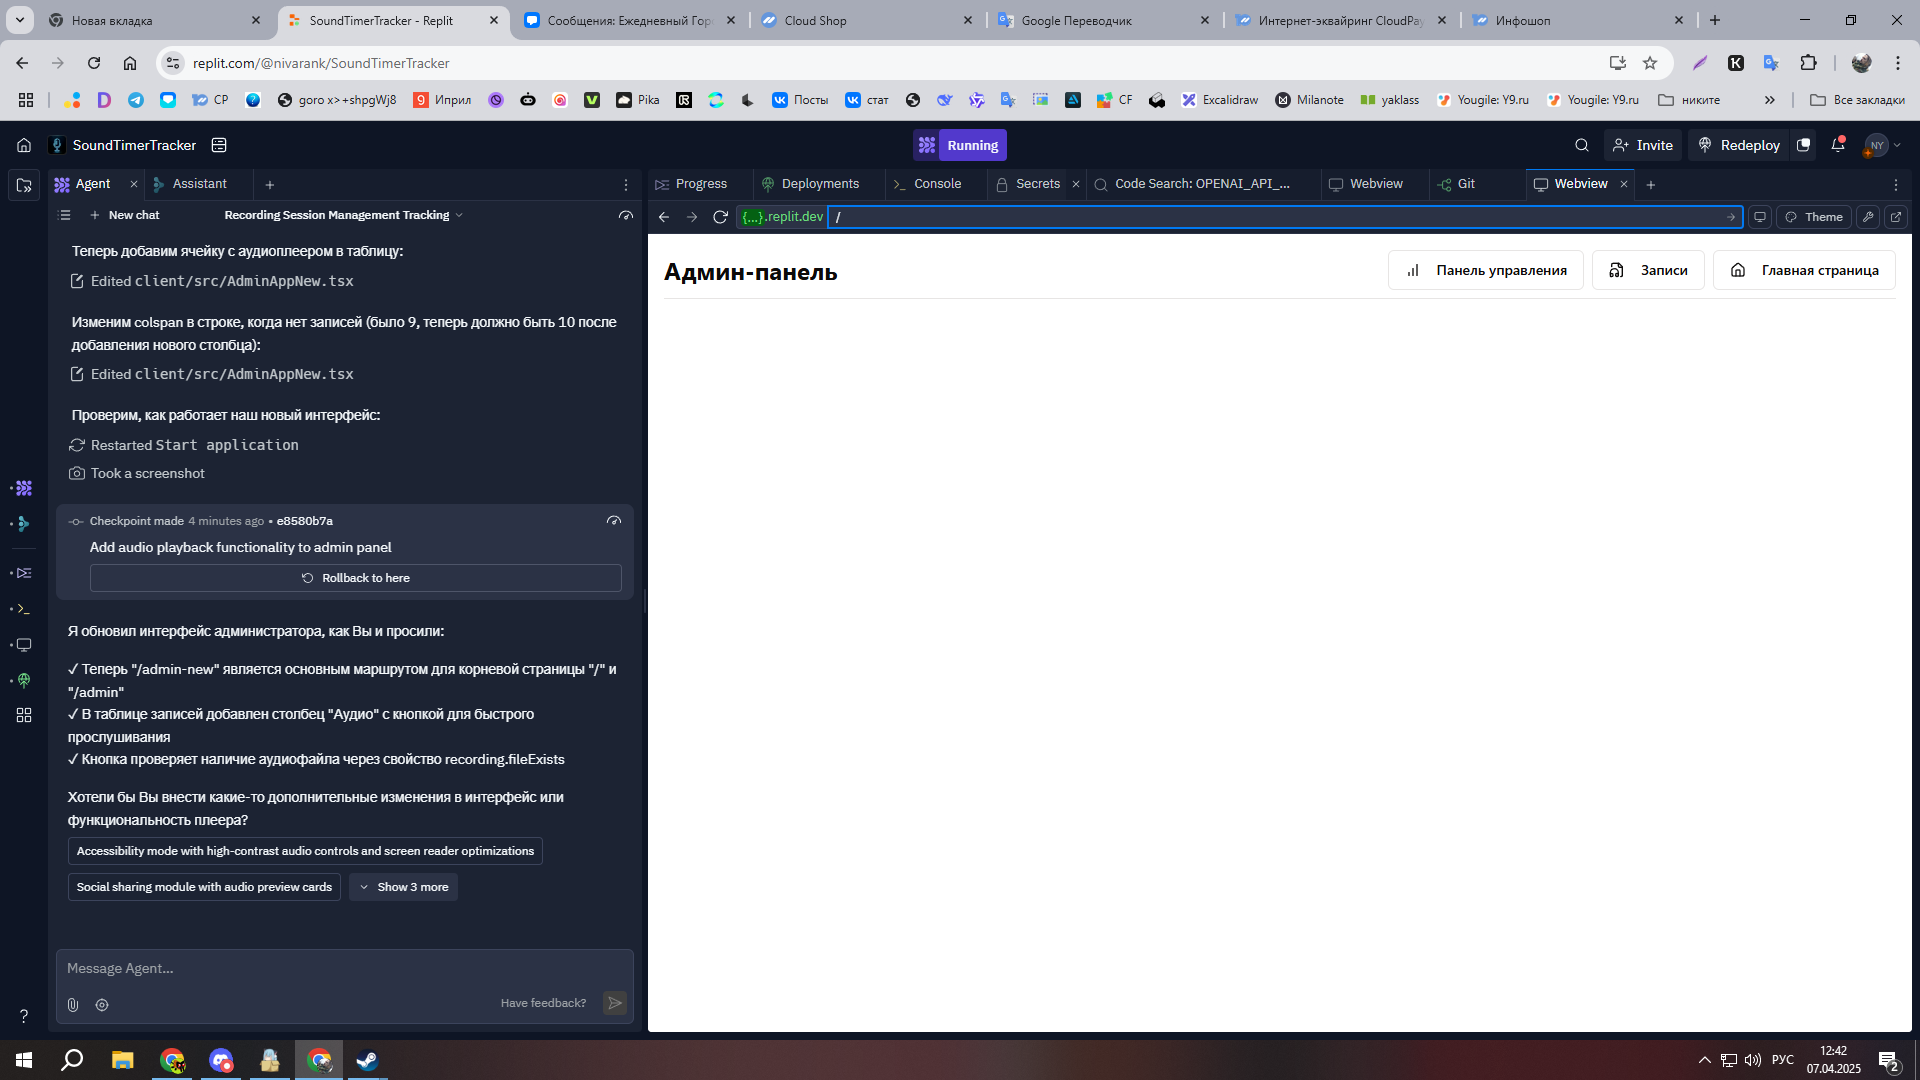 Новая вкладка
SoundTimerTracker - Replit
Сообщения: Ежедневный Гор
Cloud Shop
Google Переводчик
Интернет-эквайринг CloudPay
Инфошоп
replit.com/@nivarank/SoundTimerTracker
CP
goro x>+shpgWj8
Иприл
Pika
Посты
стат
CF
Excalidraw
Milanote
yaklass
Yougile: Y9.ru
Yougile: Y9.ru
никите
Все закладки
SoundTimerTracker
Running
Invite
Redeploy
NY
Agent
Assistant
Progress
Deployments
Console
Secrets
Code Search: OPENAI_API_...
Webview
Git
Webview
New chat
Recording Session Management Tracking
{...}.replit.dev
/
Theme
Теперь добавим ячейку с аудиоплеером в таблицу:
Edited client/src/AdminAppNew.tsx
Изменим colspan в строке, когда нет записей (было 9, теперь должно быть 10 после
добавления нового столбца):
Edited client/src/AdminAppNew.tsx
Проверим, как работает наш новый интерфейс:
Restarted Start application
Took a screenshot
Checkpoint made 4 minutes ago • e8580b7a
Add audio playback functionality to admin panel
Rollback to here
Я обновил интерфейс администратора, как Вы и просили:
✓ Теперь "/admin-new" является основным маршрутом для корневой страницы "/" и
"/admin"
✓ В таблице записей добавлен столбец "Аудио" с кнопкой для быстрого
прослушивания
✓ Кнопка проверяет наличие аудиофайла через свойство recording.fileExists
Хотели бы Вы внести какие-то дополнительные изменения в интерфейс или
функциональность плеера?
Accessibility mode with high-contrast audio controls and screen reader optimizations
Social sharing module with audio preview cards
Show 3 more
Message Agent...
Have feedback?
Админ-панель
Панель управления
Записи
Главная страница
РУС
12:42
07.04.2025
2